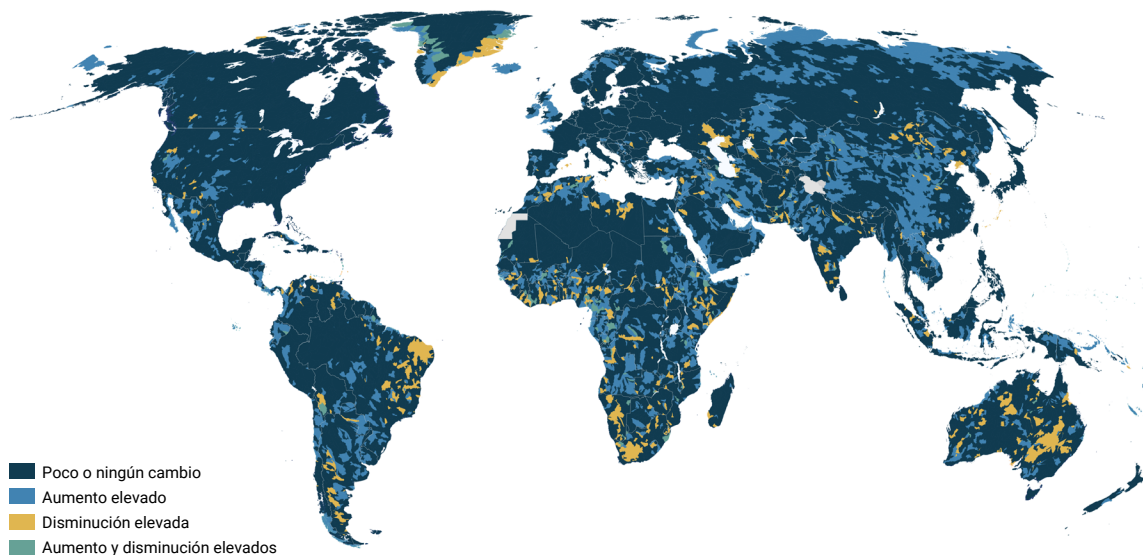 Poco o ningún cambio
Aumento elevado
Disminución elevada
Aumento y disminución elevados